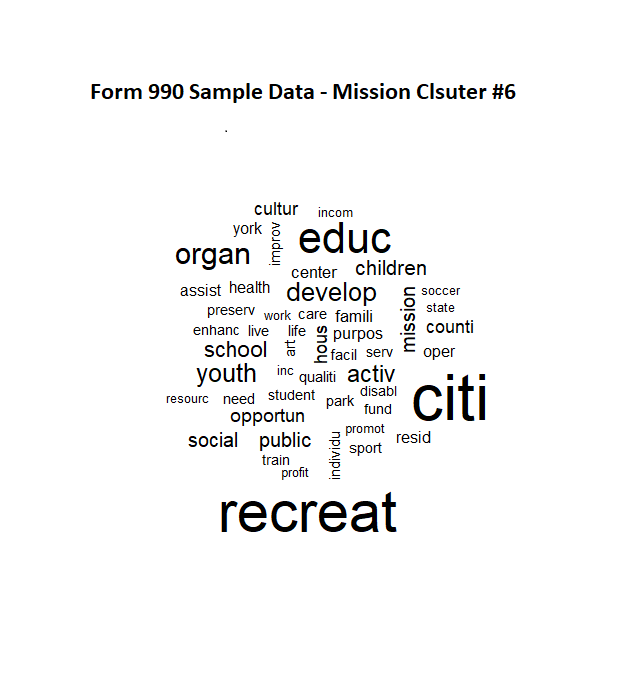 Form 990 Sample Data - Mission Clsuter #6
.
cultur
incom
york
improv
educ
organ
center
children
assist
health
develop
mission
soccer
preserv
work
care
famili
state
enhanc
live
life
hous
purpos
counti
school
art
facil
serv
oper
youth
inc
qualiti
activ
citi
resourc
need
student
park
disabl
fund
opportun
social
public
individu
promot
resid
train
sport
profit
recreat